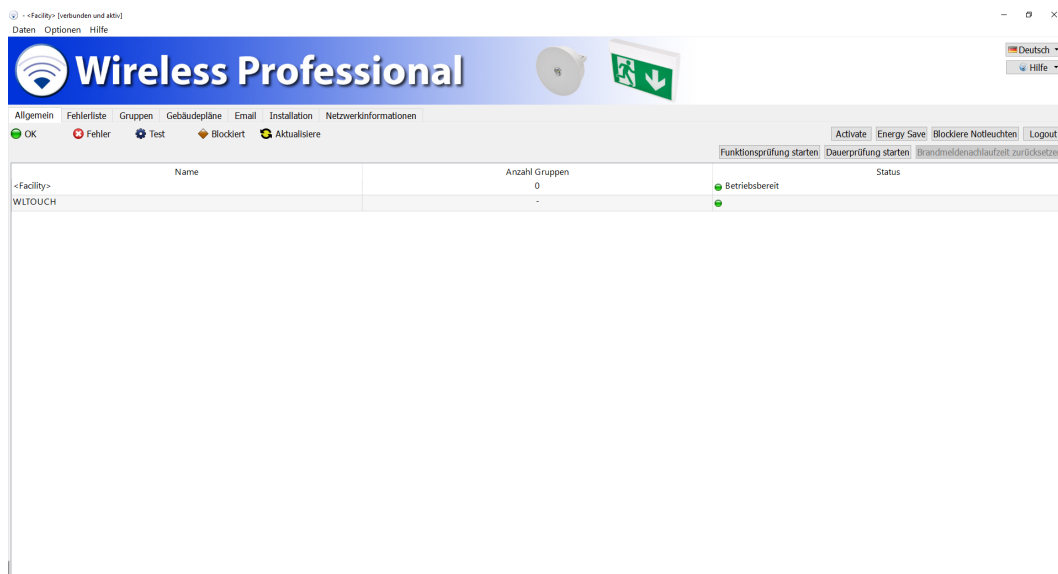 - <Facility> [verbunden und aktiv]
Daten Optionen Hilfe
Wireless Professional
Deutsch
Hilfe
Allgemein Fehlerliste Gruppen Gebäudepläne Email Installation Netzwerkinformationen
OK Fehler Test Blockiert Aktualisiere Activate Energy Save Blockiere Notleuchten Logout
Funktionsprüfung starten Dauerprüfung starten Brandmeldenachlaufzeit zurücksetzen
Name Anzahl Gruppen Status
<Facility> 0 Betriebsbereit
WLTOUCH -